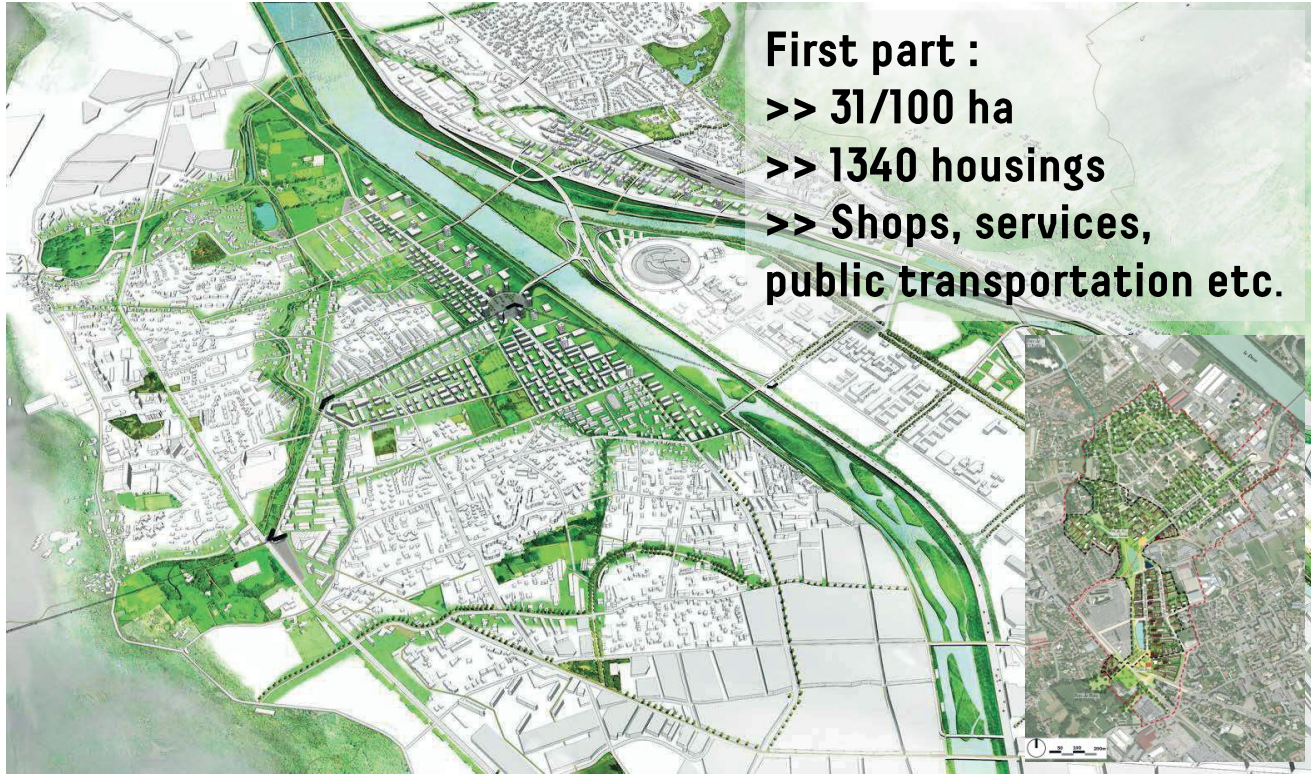 First part :
>> 31/100 ha
>> 1340 housings
>> Shops, services,
public transportation etc.